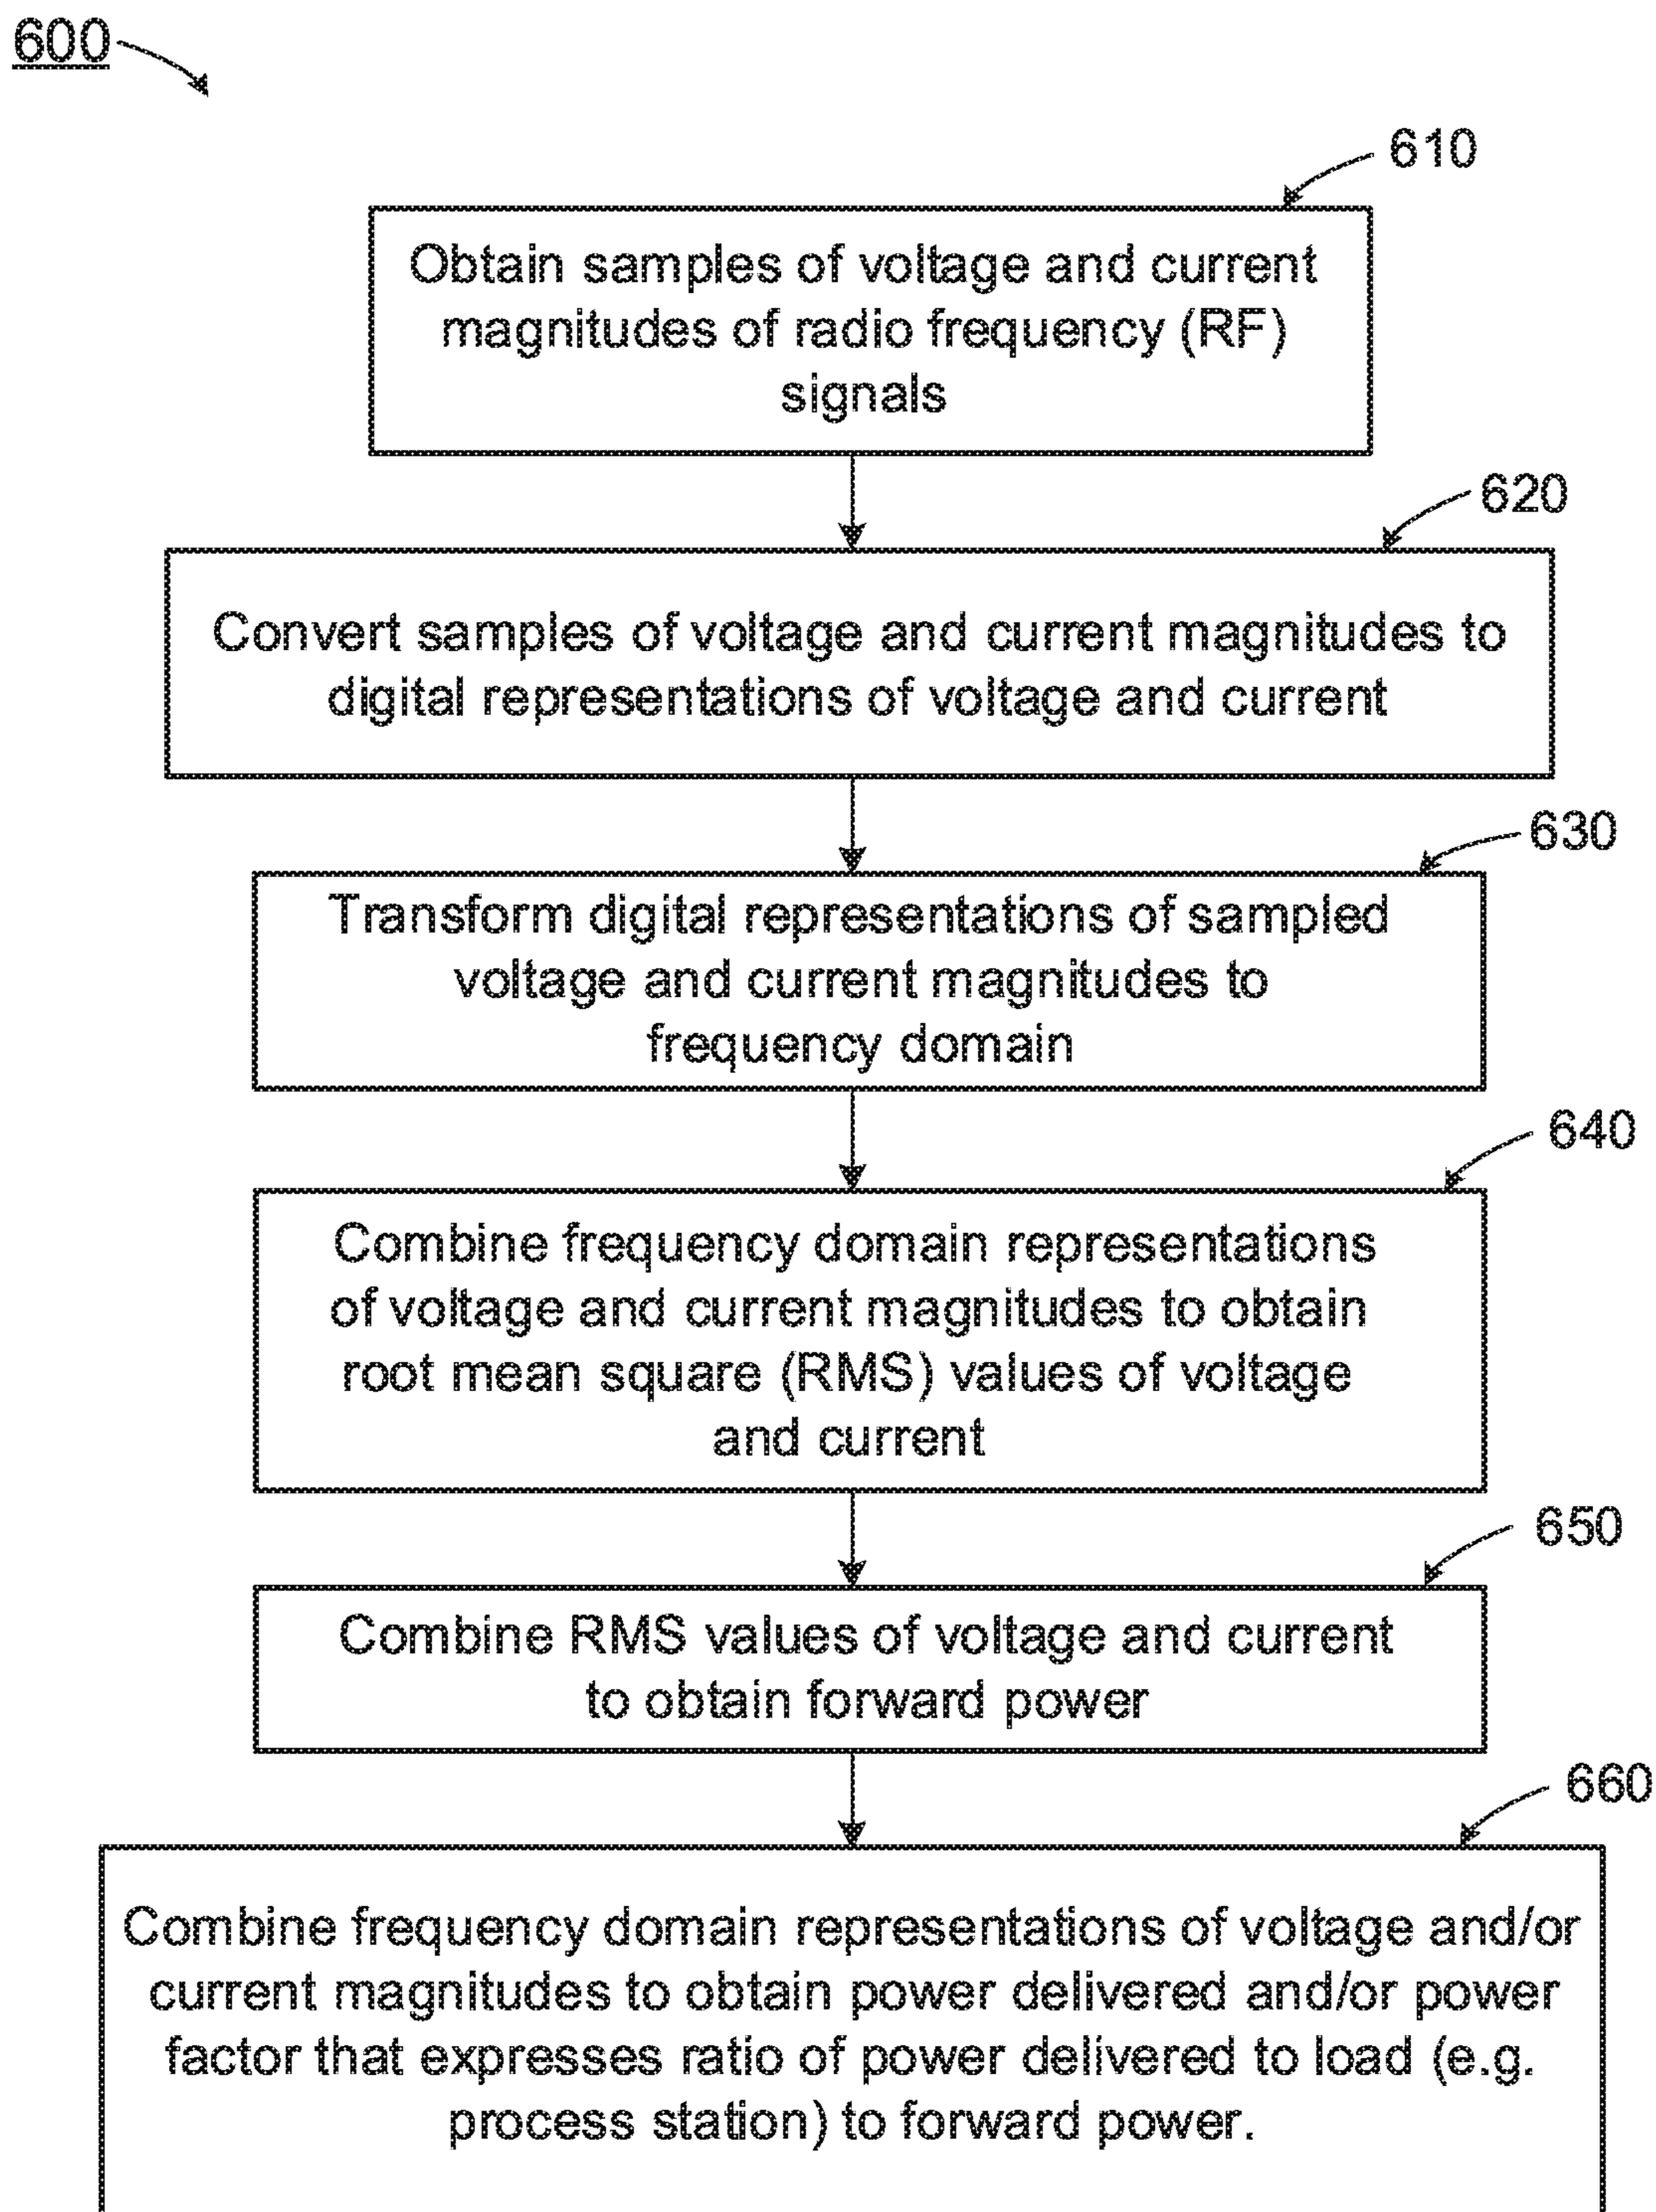 600
610
Obtain samples of voltage and current
magnitudes of radio frequency (RF)
signals
620
Convert samples of voltage and current magnitudes to
digital representations of voltage and current
630
Transform digital representations of sampled
voltage and current magnitudes to
frequency domain
640
Combine frequency domain representations
of voltage and current magnitudes to obtain
root mean square (RMS) values of voltage
and current
650
Combine RMS values of voltage and current
to obtain forward power
660
Combine frequency domain representations of voltage and/or
current magnitudes to obtain power delivered and/or power
factor that expresses ratio of power delivered to load (e.g.
process station) to forward power.